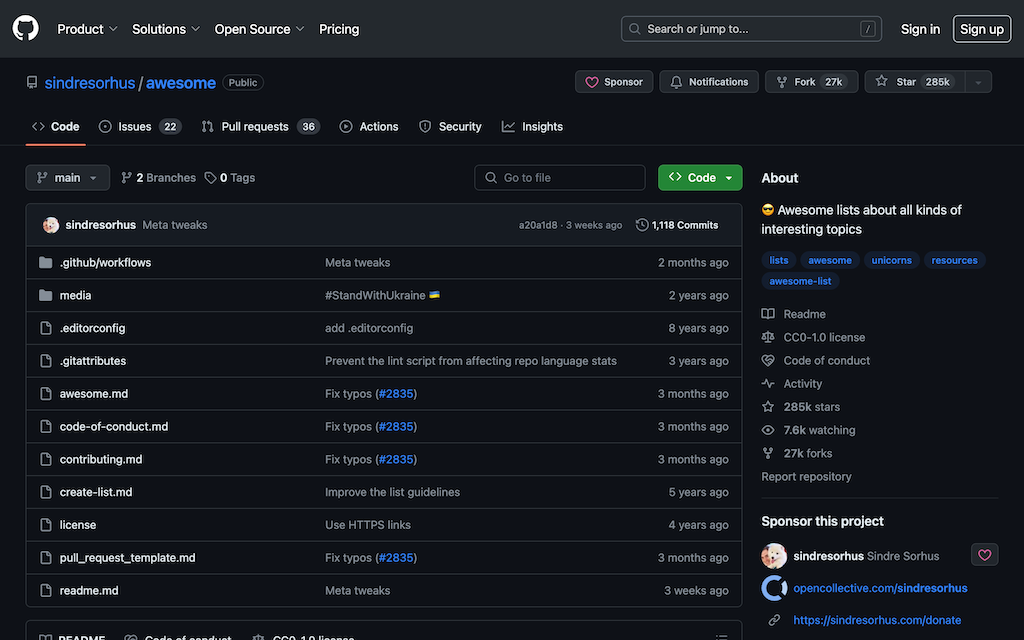 Product Solutions Open Source Pricing Search or jump to... / Sign in Sign up
sindresorhus / awesome Public Sponsor Notifications Fork 27k Star 285k
Code Issues 22 Pull requests 36 Actions Security Insights
main 2 Branches 0 Tags Go to file Code
sindresorhus Meta tweaks a20a1d8 · 3 weeks ago 1,118 Commits
.github/workflows Meta tweaks 2 months ago
media #StandWithUkraine 🇺🇦 2 years ago
.editorconfig add .editorconfig 8 years ago
.gitattributes Prevent the lint script from affecting repo language stats 3 years ago
awesome.md Fix typos (#2835) 3 months ago
code-of-conduct.md Fix typos (#2835) 3 months ago
contributing.md Fix typos (#2835) 3 months ago
create-list.md Improve the list guidelines 5 years ago
license Use HTTPS links 4 years ago
pull_request_template.md Fix typos (#2835) 3 months ago
readme.md Meta tweaks 3 weeks ago
README Code of conduct CC0-1.0 license
About
😎 Awesome lists about all kinds of
interesting topics
lists awesome unicorns resources
awesome-list
Readme
CC0-1.0 license
Code of conduct
Activity
285k stars
7.6k watching
27k forks
Report repository
Sponsor this project
sindresorhus Sindre Sorhus
opencollective.com/sindresorhus
https://sindresorhus.com/donate